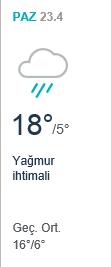 PAZ 23.4
18°/5°
Yağmur
ihtimali
Geç. Ort.
16°/6°